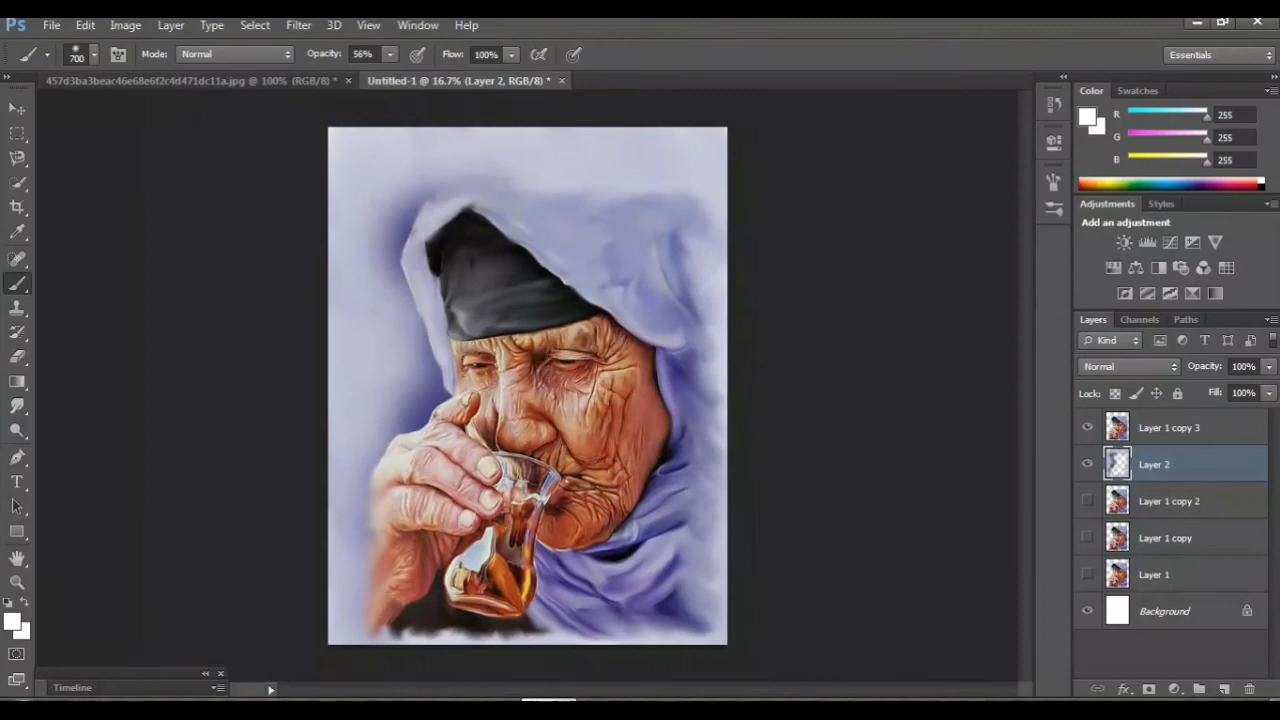 Ps File Edit Image Layer Type Select Filter 3D View Window Help
700 Mode: Normal Opacity: 56% Flow: 100% Essentials
457d3ba3beac46e68e6f2c4d471dc11a.jpg @ 100% (RGB/8) * × Untitled-1 @ 16.7% (Layer 2, RGB/8) * ×
Color Swatches
R 255
G 255
B 255
Adjustments Styles
Add an adjustment
Layers Channels Paths
Kind
Normal Opacity: 100%
Lock: Fill: 100%
Layer 1 copy 3
Layer 2
Layer 1 copy 2
Layer 1 copy
Layer 1
Background
fx
Timeline